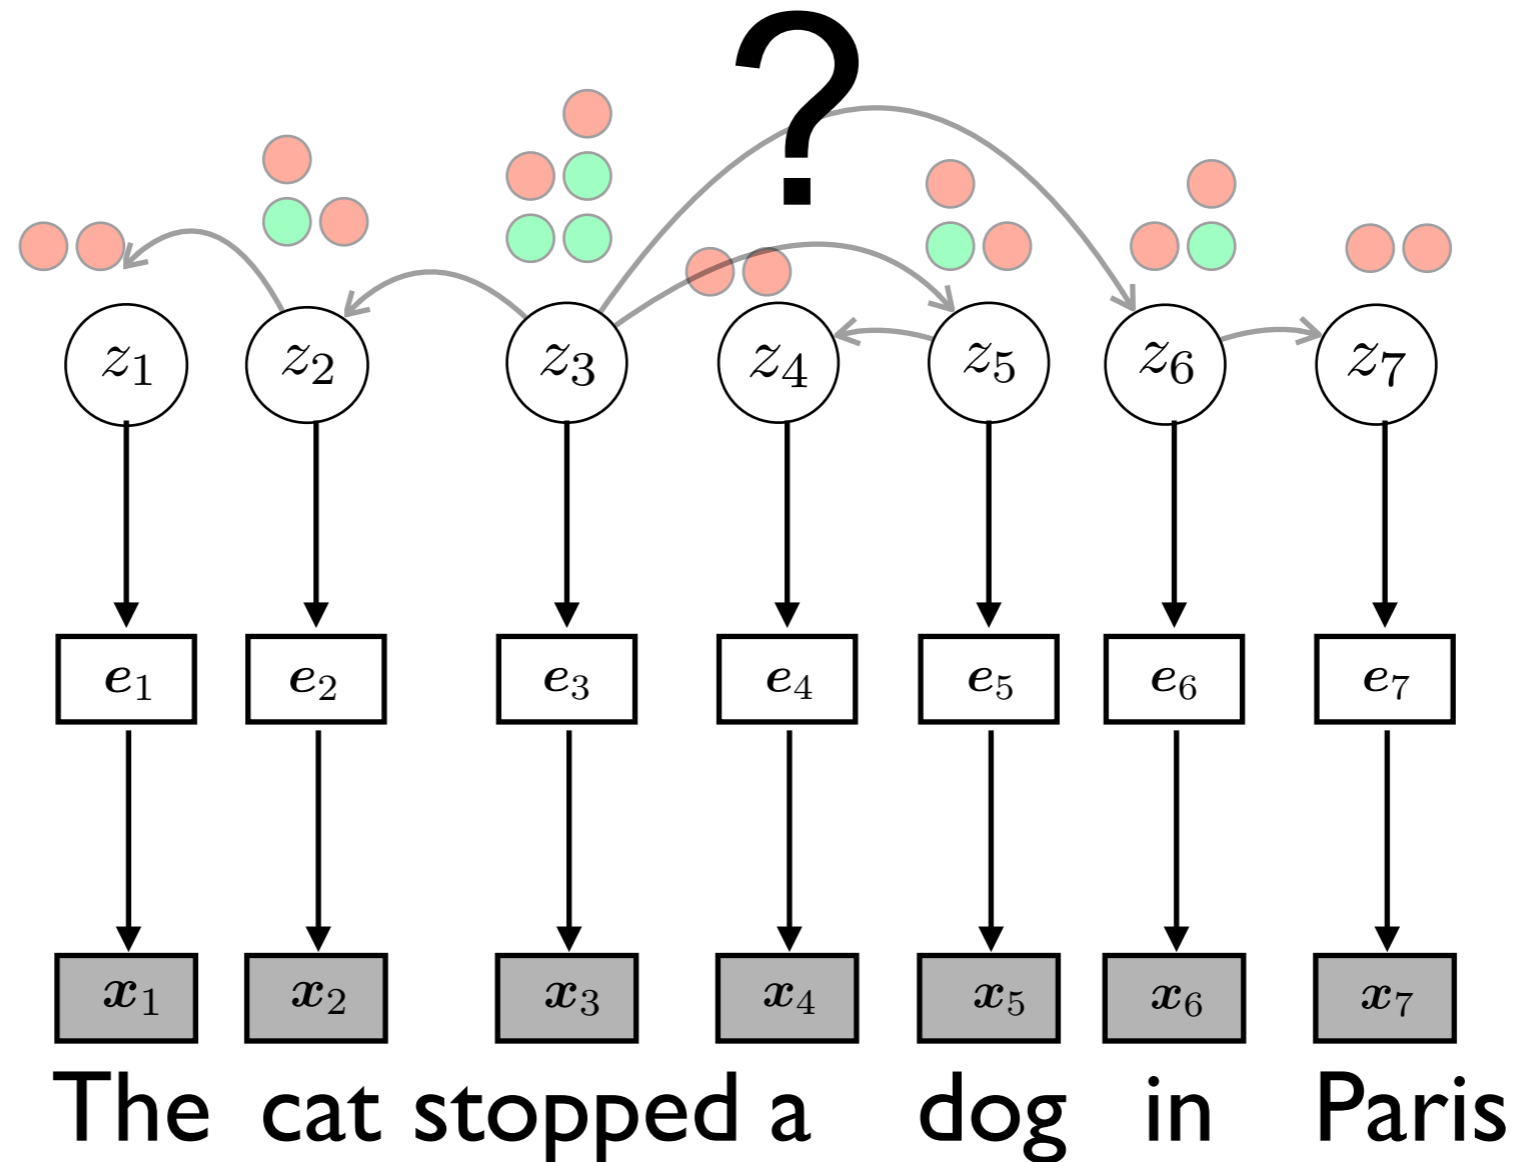 ?
z₁ z₂ z₃ z₄ z₅ z₆ z₇
e₁ e₂ e₃ e₄ e₅ e₆ e₇
x₁ x₂ x₃ x₄ x₅ x₆ x₇
The cat stopped a dog in Paris